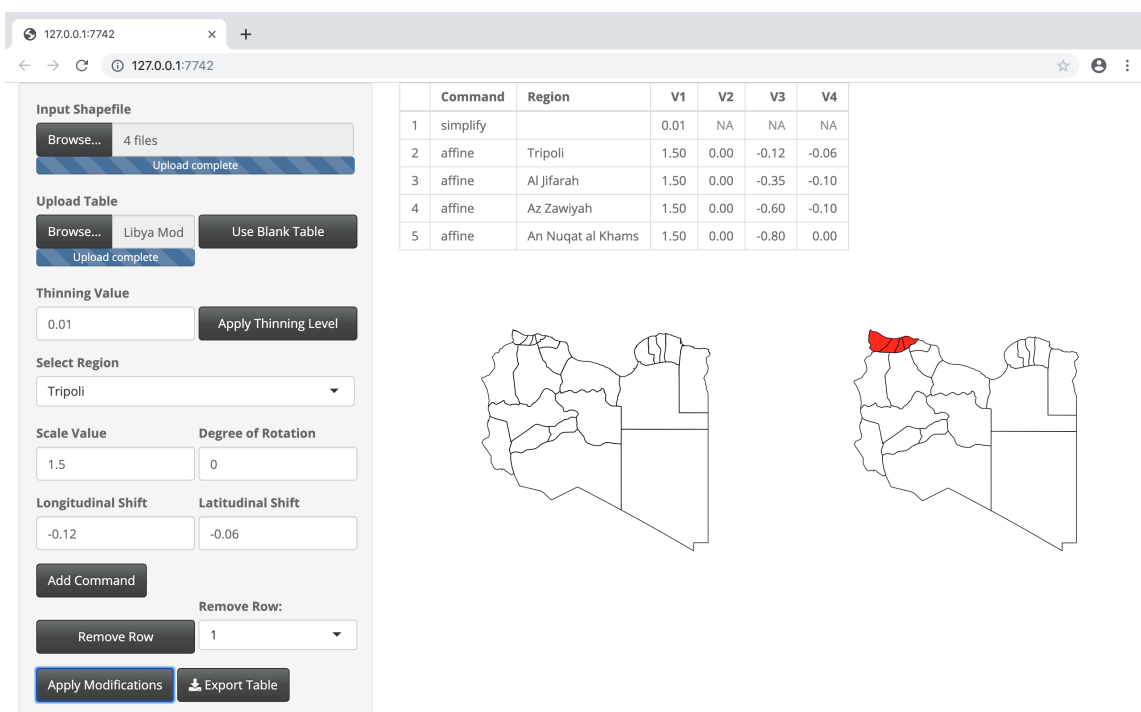 127.0.0.1:7742
127.0.0.1:7742
Input Shapefile
Browse... 4 files
Upload complete
Upload Table
Browse... Libya Mod Use Blank Table
Upload complete
Thinning Value
0.01 Apply Thinning Level
Select Region
Tripoli
Scale Value Degree of Rotation
1.5 0
Longitudinal Shift Latitudinal Shift
-0.12 -0.06
Add Command
Remove Row:
Remove Row 1
Apply Modifications Export Table
Command Region V1 V2 V3 V4
1 simplify 0.01 NA NA NA
2 affine Tripoli 1.50 0.00 -0.12 -0.06
3 affine Al Jifarah 1.50 0.00 -0.35 -0.10
4 affine Az Zawiyah 1.50 0.00 -0.60 -0.10
5 affine An Nuqat al Khams 1.50 0.00 -0.80 0.00